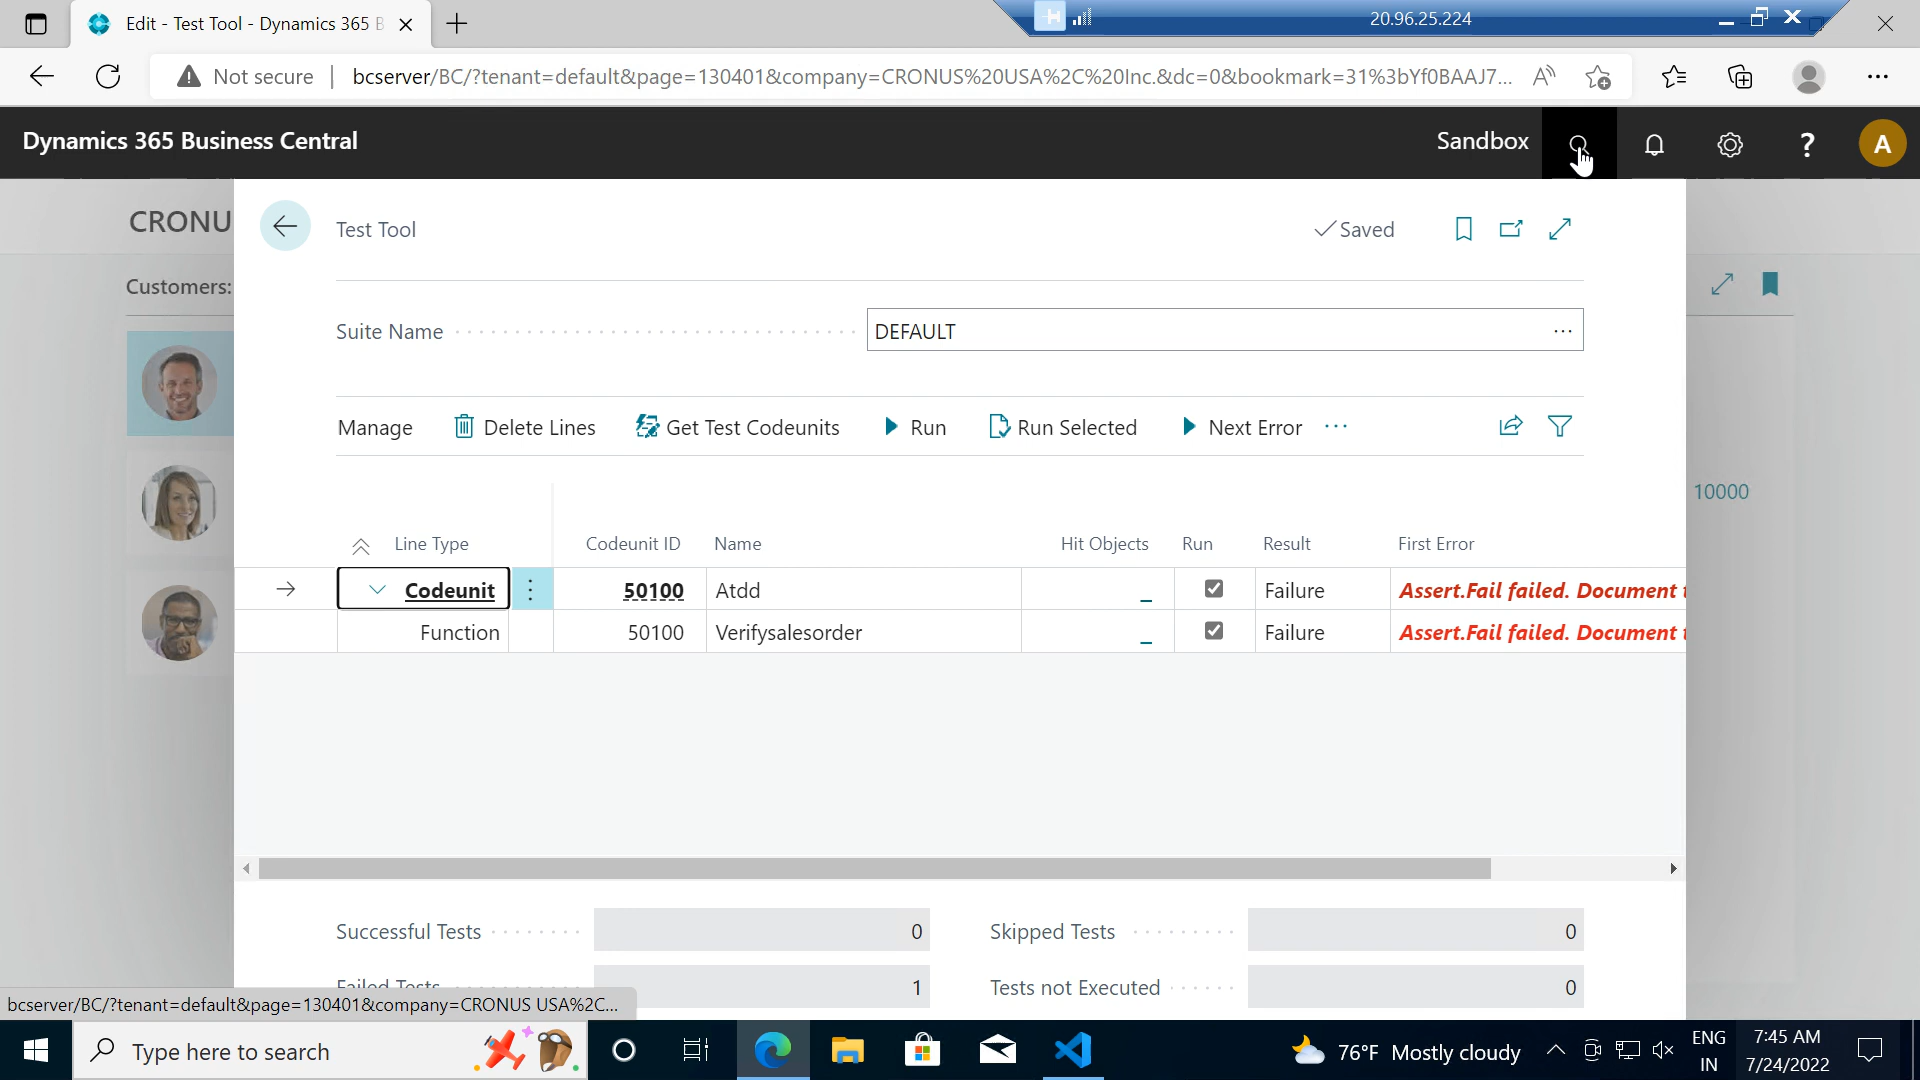 Edit - Test Tool - Dynamics 365 B
20.96.25.224
Not secure
bcserver/BC/?tenant=default&page=130401&company=CRONUS%20USA%2C%20Inc.&dc=0&bookmark=31%3bYf0BAAJ7...
Dynamics 365 Business Central
Sandbox
?
A
CRONU
Test Tool
Saved
Customers:
Suite Name
DEFAULT
Manage
Delete Lines
Get Test Codeunits
Run
Run Selected
Next Error
10000
Line Type
Codeunit ID
Name
Hit Objects
Run
Result
First Error
Codeunit
50100
Atdd
_
Failure
Assert.Fail failed. Document t
Function
50100
Verifysalesorder
_
Failure
Assert.Fail failed. Document t
Successful Tests
0
Skipped Tests
0
Failed Tests
1
Tests not Executed
0
bcserver/BC/?tenant=default&page=130401&company=CRONUS USA%2C...
Type here to search
76°F Mostly cloudy
ENG
IN
7:45 AM
7/24/2022